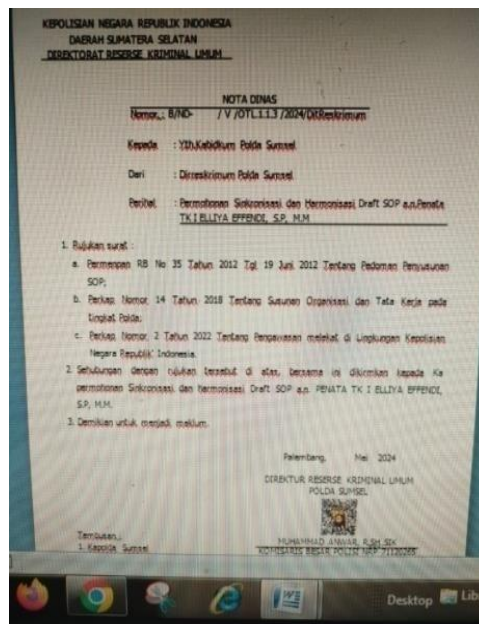 KEPOLISIAN NEGARA REPUBLIK INDONESIA
DAERAH SUMATERA SELATAN
DIREKTORAT RESERSE KRIMINAL UMUM
NOTA DINAS
Nomor : B/ND- / V /OTL.1.1.3 /2024/DitReskrimum
Kepada : Yth.Kabidkum Polda Sumsel
Dari : Dirreskrimum Polda Sumsel
Perihal : Permohonan Sinkronisasi dan Harmonisasi Draft SOP a.n.Penata
TK I ELLIYA EFFENDI, S.P, M.M
1. Rujukan surat :
a. Permenpan RB No 35 Tahun 2012 Tgl 19 Juni 2012 Tentang Pedoman Penyusunan
SOP;
b. Perkap Nomor 14 Tahun 2018 Tentang Susunan Organisasi dan Tata Kerja pada
tingkat Polda;
c. Perkap Nomor 2 Tahun 2022 Tentang Pengawasan melekat di Lingkungan Kepolisian
Negara Republik Indonesia.
2. Sehubungan dengan rujukan tersebut di atas, bersama ini dikirimkan kepada Ka
permohonan Sinkronisasi dan Harmonisasi Draft SOP a.n. PENATA TK I ELLIYA EFFENDI,
S.P, M.M.
3. Demikian untuk menjadi maklum.
Palembang, Mei 2024
DIREKTUR RESERSE KRIMINAL UMUM
POLDA SUMSEL
MUHAMMAD ANWAR, R,SH.SIK
KOMISARIS BESAR POLISI NRP 71120265
Tembusan :
1. Kapolda Sumsel
Desktop
Lib